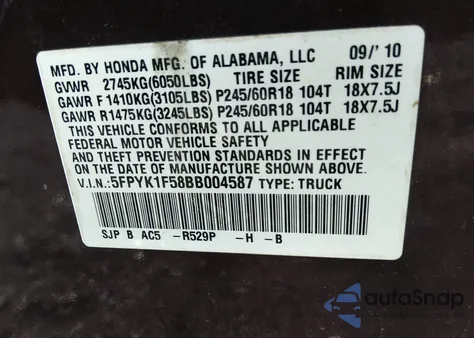 MFD. BY HONDA MFG. OF ALABAMA, LLC 09/' 10
GVWR 2745KG(6050LBS) TIRE SIZE RIM SIZE
GAWR F 1410KG(3105LBS) P245/60R18 104T 18X7.5J
GAWR R1475KG(3245LBS) P245/60R18 104T 18X7.5J
THIS VEHICLE CONFORMS TO ALL APPLICABLE
FEDERAL MOTOR VEHICLE SAFETY AND
THEFT PREVENTION STANDARDS IN EFFECT
ON THE DATE OF MANUFACTURE SHOWN ABOVE.
V.I.N.:5FPYK1F58BB004587 TYPE: TRUCK
SJP B AC5 -R529P -H -B
autoSnap